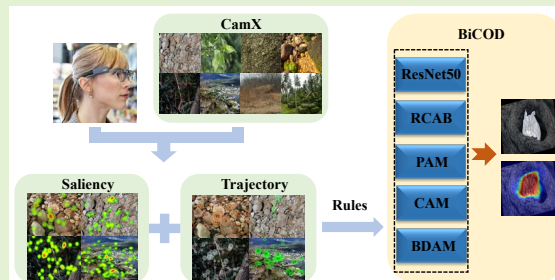 CamX
BiCOD
ResNet50
RCAB
PAM
CAM
BDAM
Saliency
Trajectory
Rules